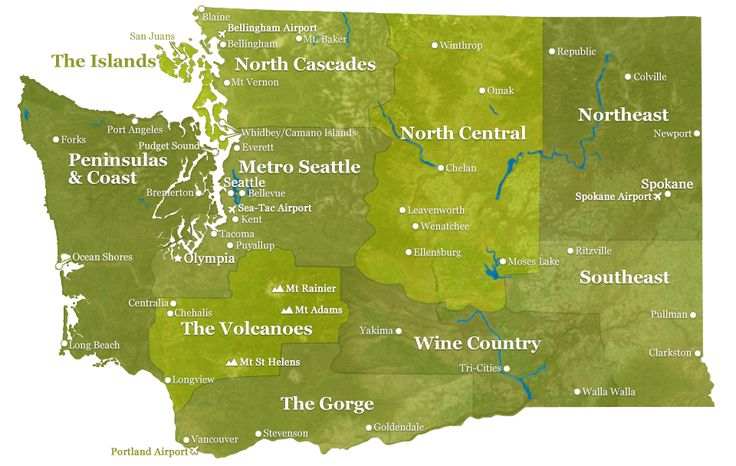 Blaine
Bellingham Airport
Bellingham
Mt. Baker
San Juans
The Islands
North Cascades
Mt Vernon
Winthrop
Omak
North Central
Chelan
Leavenworth
Wenatchee
Ellensburg
Moses Lake
Republic
Colville
Northeast
Newport
Spokane
Spokane Airport
Port Angeles
Forks
Pudget Sound
Whidbey/Camano Islands
Everett
Peninsulas
& Coast
Metro Seattle
Bremerton
Seattle
Bellevue
Sea-Tac Airport
Kent
Tacoma
Puyallup
Olympia
Ocean Shores
Long Beach
Centralia
Chehalis
Mt Rainier
Mt Adams
The Volcanoes
Mt St Helens
Longview
Ritzville
Southeast
Pullman
Clarkston
Yakima
Wine Country
Tri-Cities
Walla Walla
The Gorge
Goldendale
Stevenson
Vancouver
Portland Airport